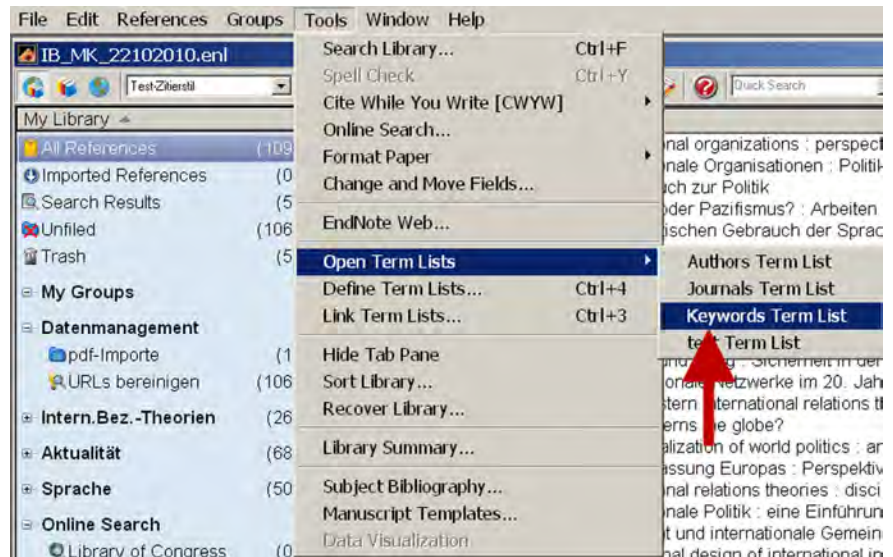 File Edit References Groups Tools Window Help
IB_MK_22102010.enl
Test-Zitierstil
Quick Search
My Library
All References (109
Imported References (0
Search Results (5
Unfiled (106
Trash (5
My Groups
Datenmanagement
pdf-Importe (1
URLs bereinigen (106
Intern.Bez.-Theorien (26
Aktualität (68
Sprache (50
Online Search
Library of Congress (0
Search Library... Ctrl+F
Spell Check Ctrl+Y
Cite While You Write [CWYW]
Online Search...
Format Paper
Change and Move Fields...
EndNote Web...
Open Term Lists
Define Term Lists... Ctrl+4
Link Term Lists... Ctrl+3
Hide Tab Pane
Sort Library...
Recover Library...
Library Summary...
Subject Bibliography...
Manuscript Templates...
Data Visualization
Authors Term List
Journals Term List
Keywords Term List
Term List
nal organizations : perspect
nale Organisationen : Politik
ch zur Politik
oder Pazifismus? : Arbeiten
ischen Gebrauch der Sprac
Sicherheit in der
im 20. Jah
stern international relations t
globe?
alization of world politics : an
assung Europas : Perspektiv
nal relations theories : disci
nale Politik : eine Einführun
t und internationale Gemein
nal design of international in